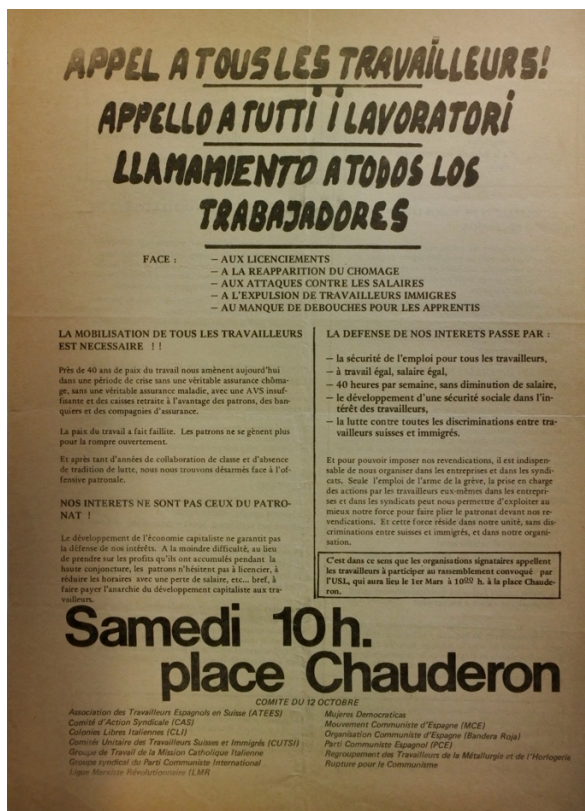 APPEL A TOUS LES TRAVAILLEURS!
APPELLO A TUTTI I LAVORATORI
LLAMAMIENTO A TODOS LOS
TRABAJADORES
FACE :
– AUX LICENCIEMENTS
– A LA REAPPARITION DU CHOMAGE
– AUX ATTAQUES CONTRE LES SALAIRES
– A L'EXPULSION DE TRAVAILLEURS IMMIGRES
– AU MANQUE DE DEBOUCHES POUR LES APPRENTIS
LA MOBILISATION DE TOUS LES TRAVAILLEURS
EST NECESSAIRE ! !
Près de 40 ans de paix du travail nous amènent aujourd'hui
dans une période de crise sans une véritable assurance chôma-
ge, sans une véritable assurance maladie, avec une AVS insuf-
fisante et des caisses retraite à l'avantage des patrons, des ban-
quiers et des compagnies d'assurance.
La paix du travail a fait faillite. Les patrons ne se gênent plus
pour la rompre ouvertement.
Et après tant d'années de collaboration de classe et d'absence
de tradition de lutte, nous nous trouvons désarmés face à l'of-
fensive patronale.
NOS INTERETS NE SONT PAS CEUX DU PATRO-
NAT !
Le développement de l'économie capitaliste ne garantit pas
la défense de nos intérêts. A la moindre difficulté, au lieu
de prendre sur les profits qu'ils ont accumulés pendant la
haute conjoncture, les patrons n'hésitent pas à licencier, à
réduire les horaires avec une perte de salaire, etc... bref, à
faire payer l'anarchie du développement capitaliste aux tra-
vailleurs.
LA DEFENSE DE NOS INTERETS PASSE PAR :
– la sécurité de l'emploi pour tous les travailleurs,
– à travail égal, salaire égal,
– 40 heures par semaine, sans diminution de salaire,
– le développement d'une sécurité sociale dans l'in-
térêt des travailleurs,
– la lutte contre toutes les discriminations entre tra-
vailleurs suisses et immigrés.
Et pour pouvoir imposer nos revendications, il est indispen-
sable de nous organiser dans les entreprises et dans les syndi-
cats. Seule l'emploi de l'arme de la grève, la prise en charge
des actions par les travailleurs eux-mêmes dans les entrepri-
ses et dans les syndicats peut nous permettre d'exploiter au
mieux notre force pour faire plier le patronat devant nos re-
vendications. Et cette force réside dans notre unité, sans dis-
criminations entre suisses et immigrés, et dans notre organi-
sation.
C'est dans ce sens que les organisations signataires appellent
les travailleurs à participer au rassemblement convoqué par
l'USL, qui aura lieu le 1er Mars à 10⁰⁰ h. à la place Chaude-
ron.
Samedi 10h.
place Chauderon
COMITE DU 12 OCTOBRE
Association des Travailleurs Espagnols en Suisse (ATEES)
Comité d'Action Syndicale (CAS)
Colonies Libres Italiennes (CLI)
Comités Unitaire des Travailleurs Suisses et Immigrés (CUTSI)
Groupe de Travail de la Mission Catholique Italienne
Groupe syndical du Parti Communiste International
Ligue Marxiste Révolutionnaire (LMR
Mujeres Democraticas
Mouvement Communiste d'Espagne (MCE)
Organisation Communiste d'Espagne (Bandera Roja)
Parti Communiste Espagnol (PCE)
Regroupement des Travailleurs de la Métallurgie et de l'Horlogerie
Rupture pour le Communisme